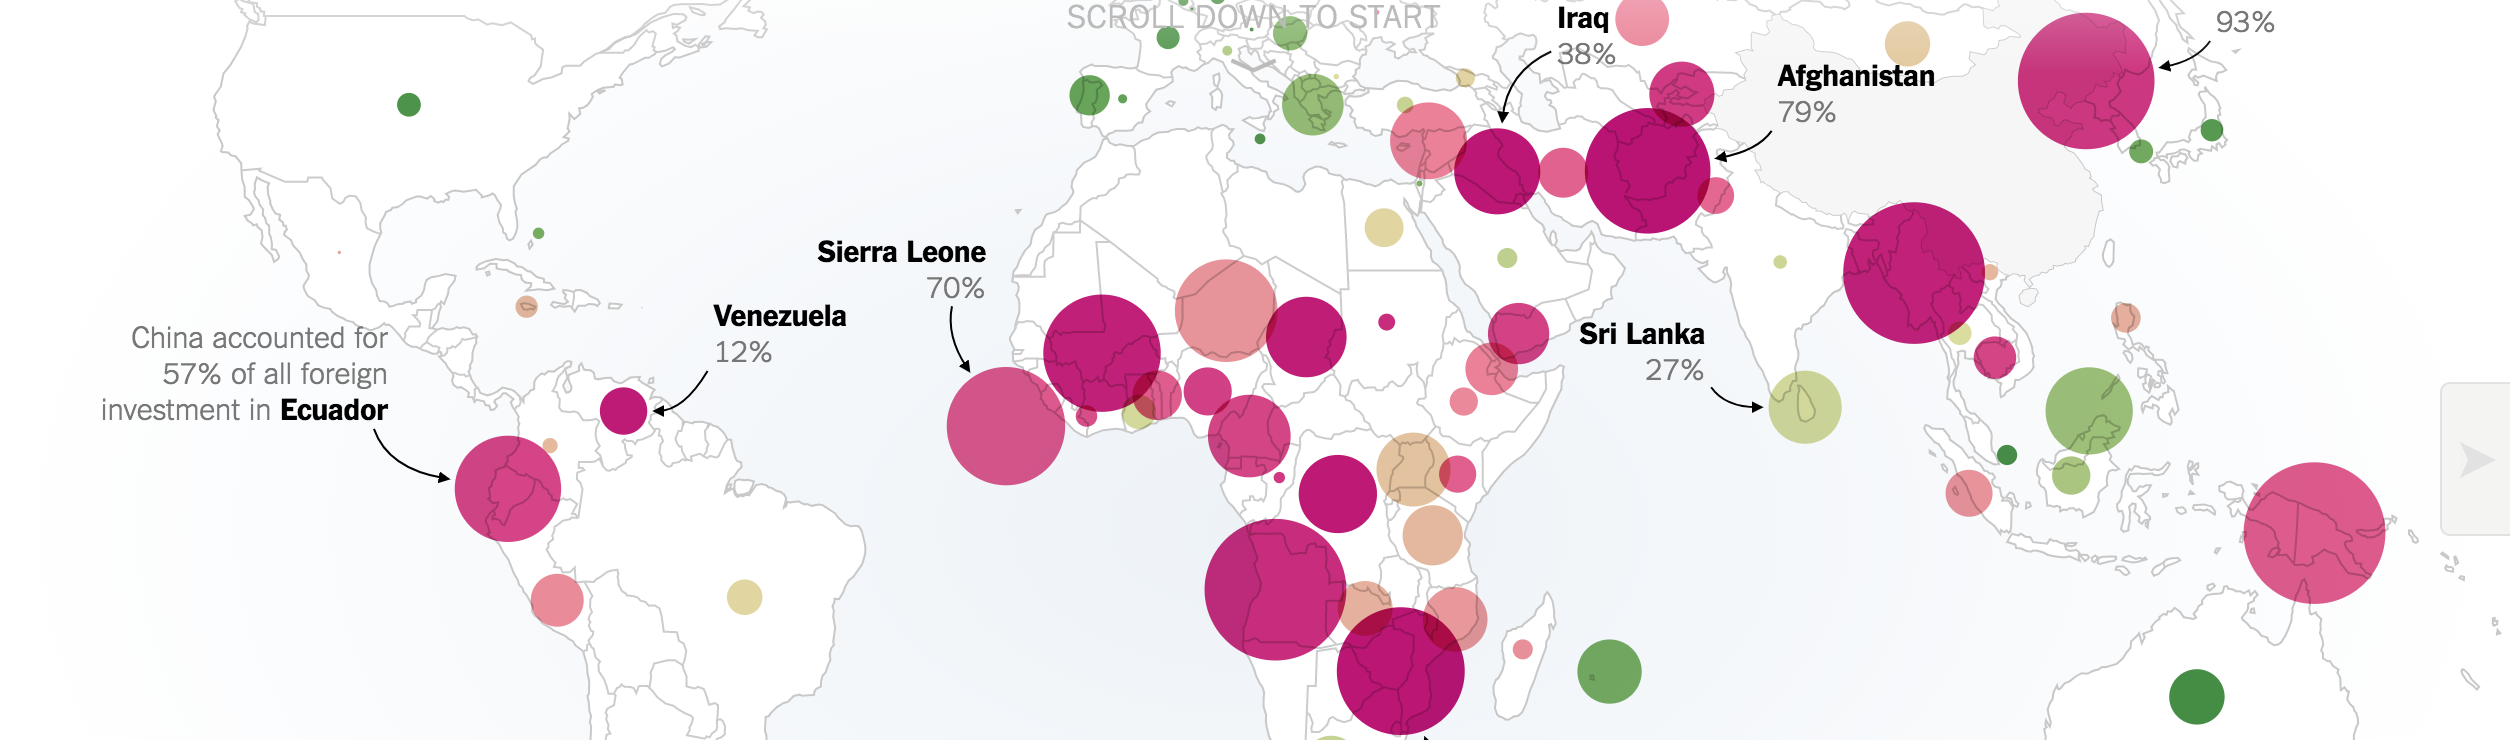 SCROLL DOWN TO START
Iraq
38%
93%
Afghanistan
79%
Sierra Leone
70%
Venezuela
12%
China accounted for
57% of all foreign
investment in Ecuador
Sri Lanka
27%